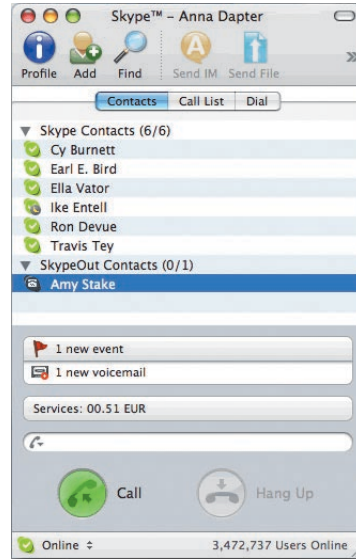 Skype™ – Anna Dapter
Profile Add Find Send IM Send File »
Contacts Call List Dial
Skype Contacts (6/6)
Cy Burnett
Earl E. Bird
Ella Vator
Ike Entell
Ron Devue
Travis Tey
SkypeOut Contacts (0/1)
Amy Stake
1 new event
1 new voicemail
Services: 00.51 EUR
Call Hang Up
Online 3,472,737 Users Online